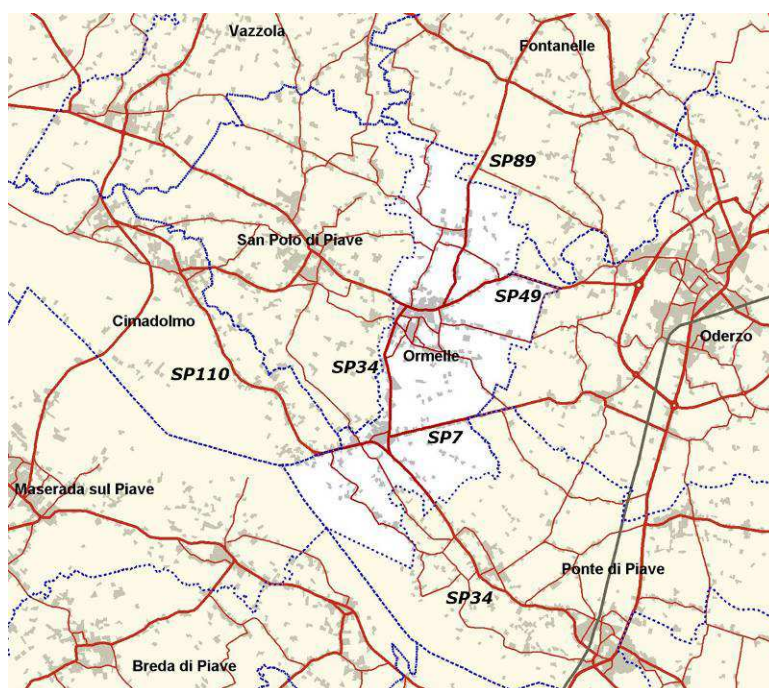 Vazzola
Fontanelle
SP89
San Polo di Piave
SP49
Cimadolmo
Oderzo
Ormelle
SP34
SP110
SP7
Maserada sul Piave
Ponte di Piave
SP34
Breda di Piave